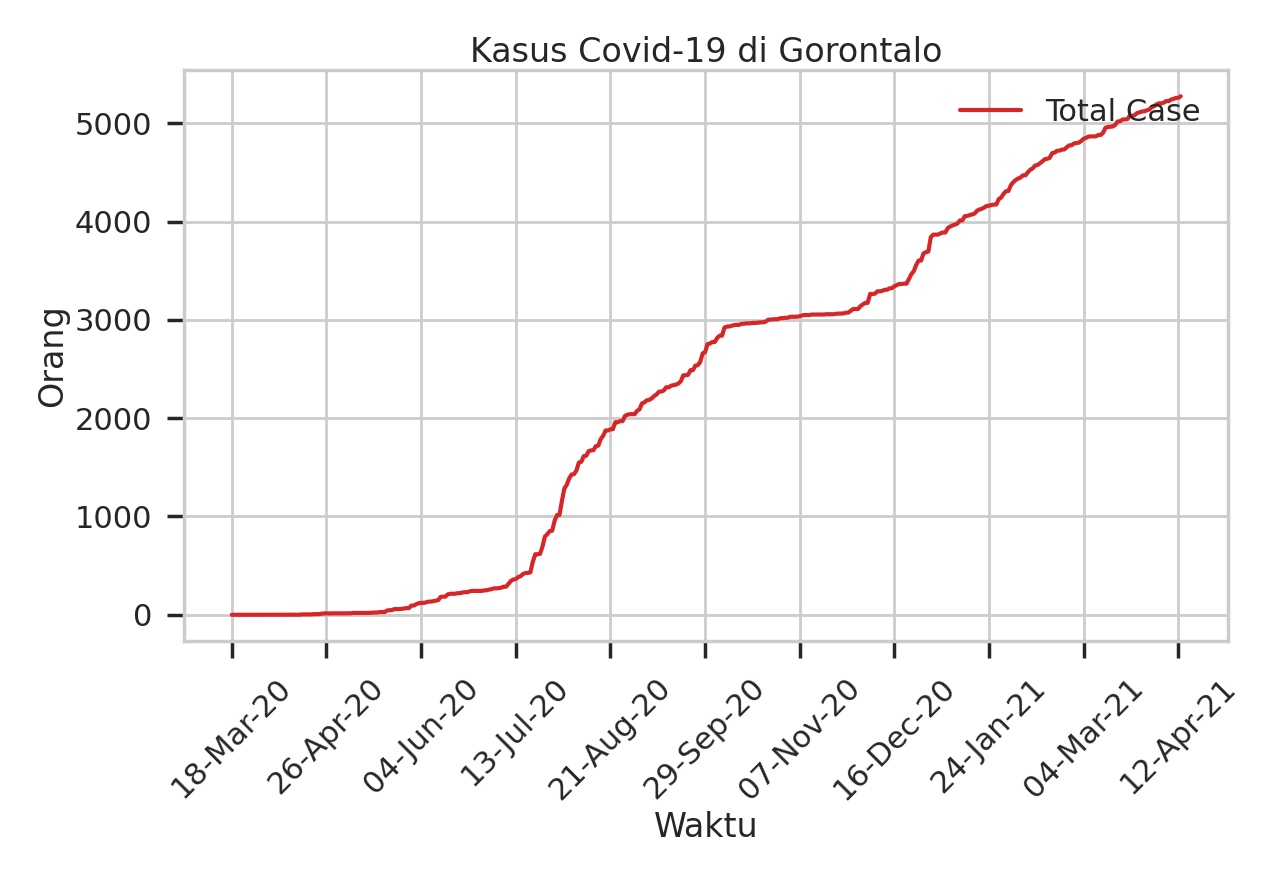 Kasus Covid-19 di Gorontalo
Total Case
Orang
5000
4000
3000
2000
1000
0
18-Mar-20
26-Apr-20
04-Jun-20
13-Jul-20
21-Aug-20
29-Sep-20
07-Nov-20
16-Dec-20
24-Jan-21
04-Mar-21
12-Apr-21
Waktu